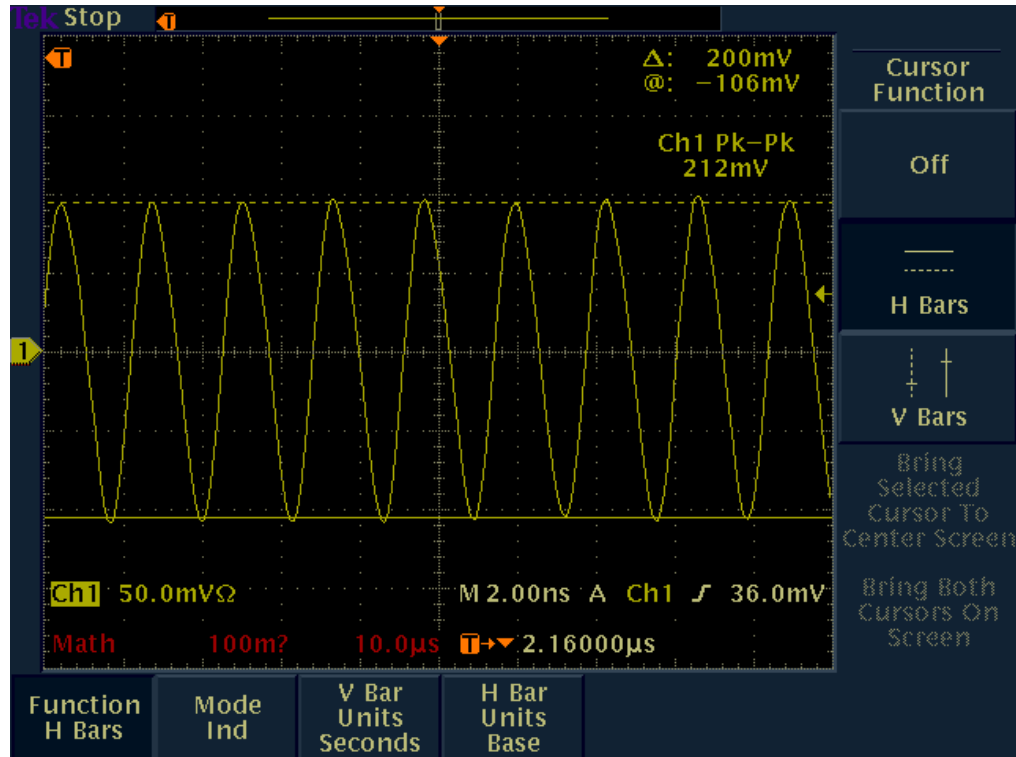 Tek Stop
T
T
Δ: 200mV
@: −106mV
Ch1 Pk−Pk
212mV
1
Ch1 50.0mVΩ
M 2.00ns A Ch1 36.0mV
Math 100m? 10.0µs
T→ 2.16000µs
Cursor
Function
Off
H Bars
V Bars
Bring
Selected
Cursor To
Center Screen
Bring Both
Cursors On
Screen
Function
H Bars
Mode
Ind
V Bar
Units
Seconds
H Bar
Units
Base